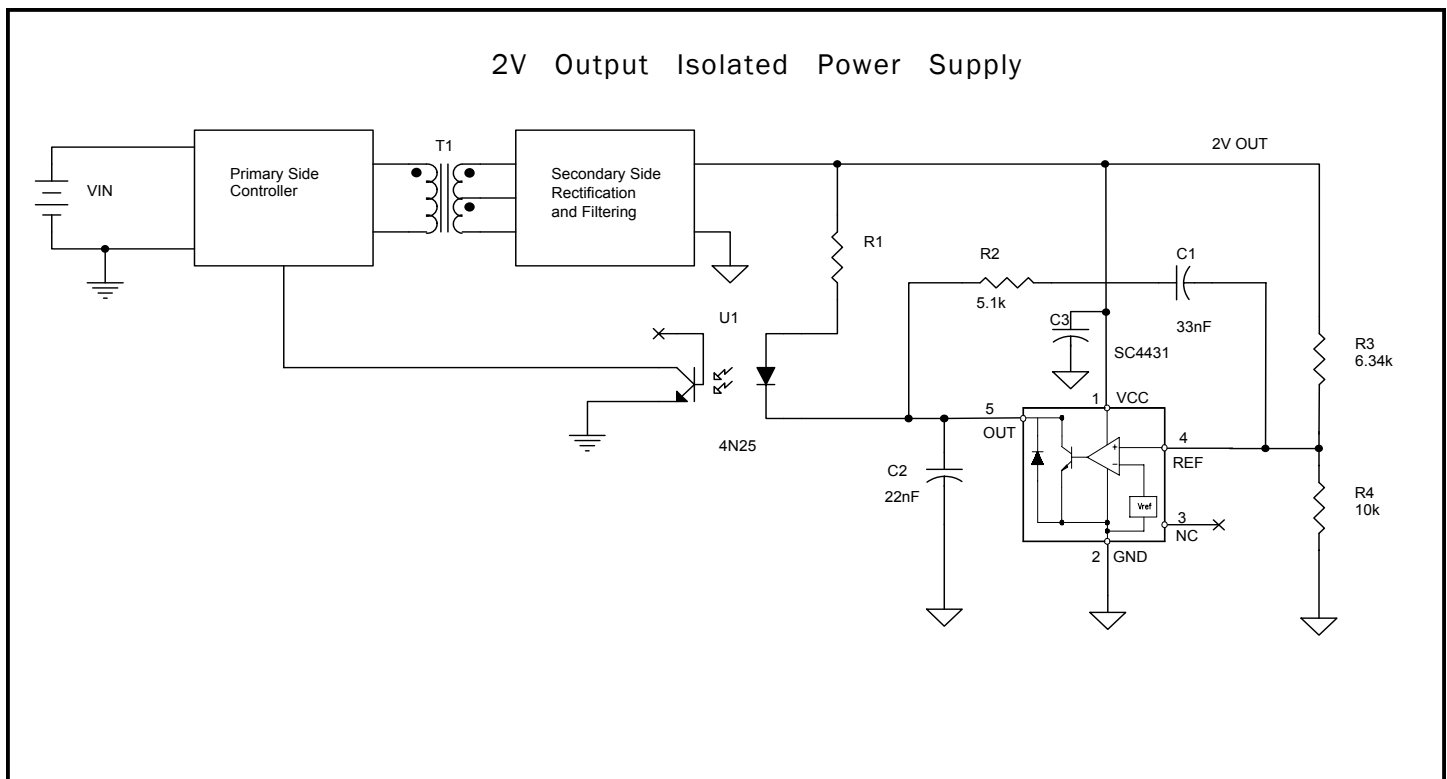 2V Output Isolated Power Supply
T1
2V OUT
VIN
Primary Side
Controller
Secondary Side
Rectification
and Filtering
R1
R2
5.1k
C1
33nF
U1
C3
SC4431
R3
6.34k
1
VCC
5
OUT
4
REF
4N25
C2
22nF
+
−
Vref
R4
10k
3
NC
2
GND